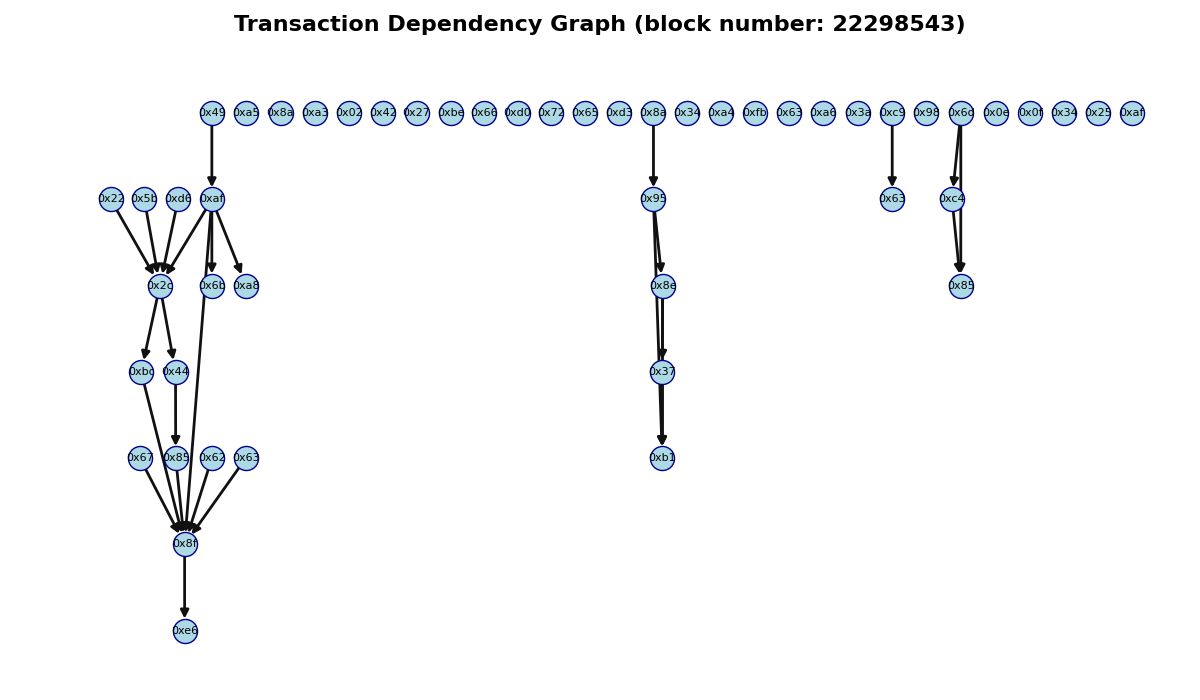 Transaction Dependency Graph (block number: 22298543)
0x49 0xa5 0x8a 0xa3 0x02 0x42 0x27 0xbe 0x66 0xd0 0x72 0x65 0xd3 0x8a 0x34 0xa4 0xfb 0x63 0xa6 0x3a 0xc9 0x98 0x6d 0x0e 0x0f 0x34 0x25 0xaf
0x22 0x5b 0xd6 0xaf 0x95 0x63 0xc4
0x2c 0x6b 0xa8 0x8e 0x85
0xbc 0x44 0x37
0x67 0x85 0x62 0x63 0xb1
0x8f
0xe6